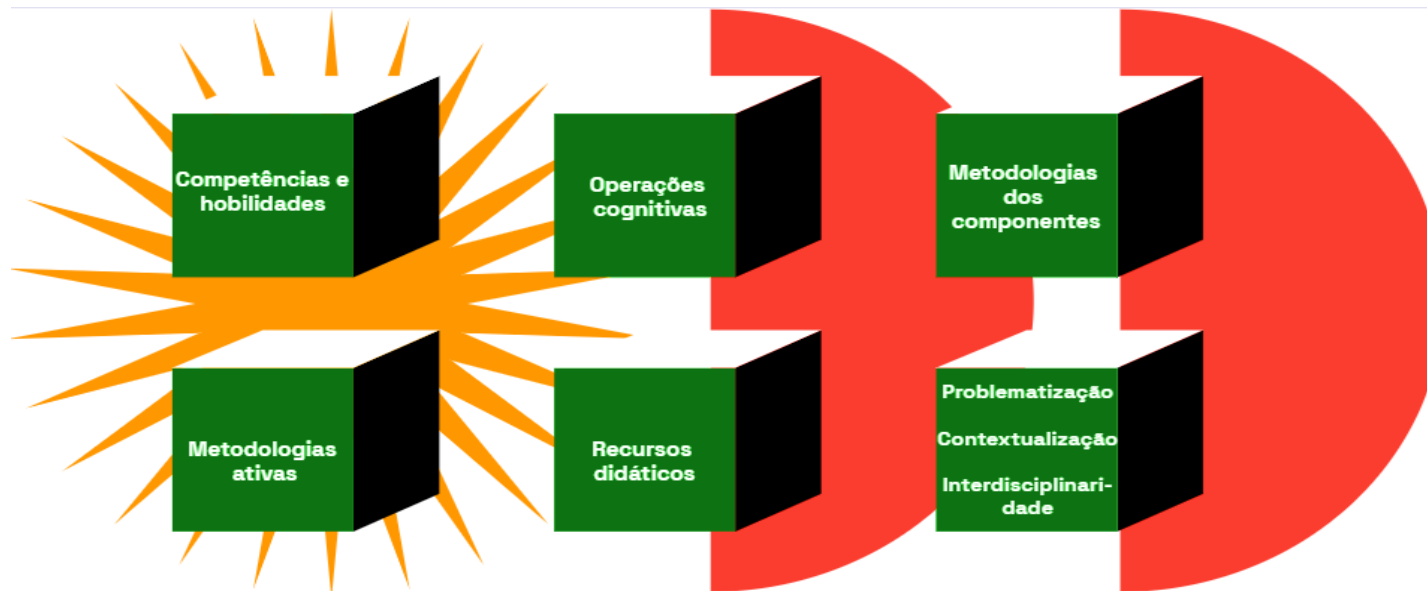 Competências e
hobilidades
Operações
cognitivas
Metodologias
dos
componentes
Metodologias
ativas
Recursos
didáticos
Problematização
Contextualização
Interdisciplinari-
dade